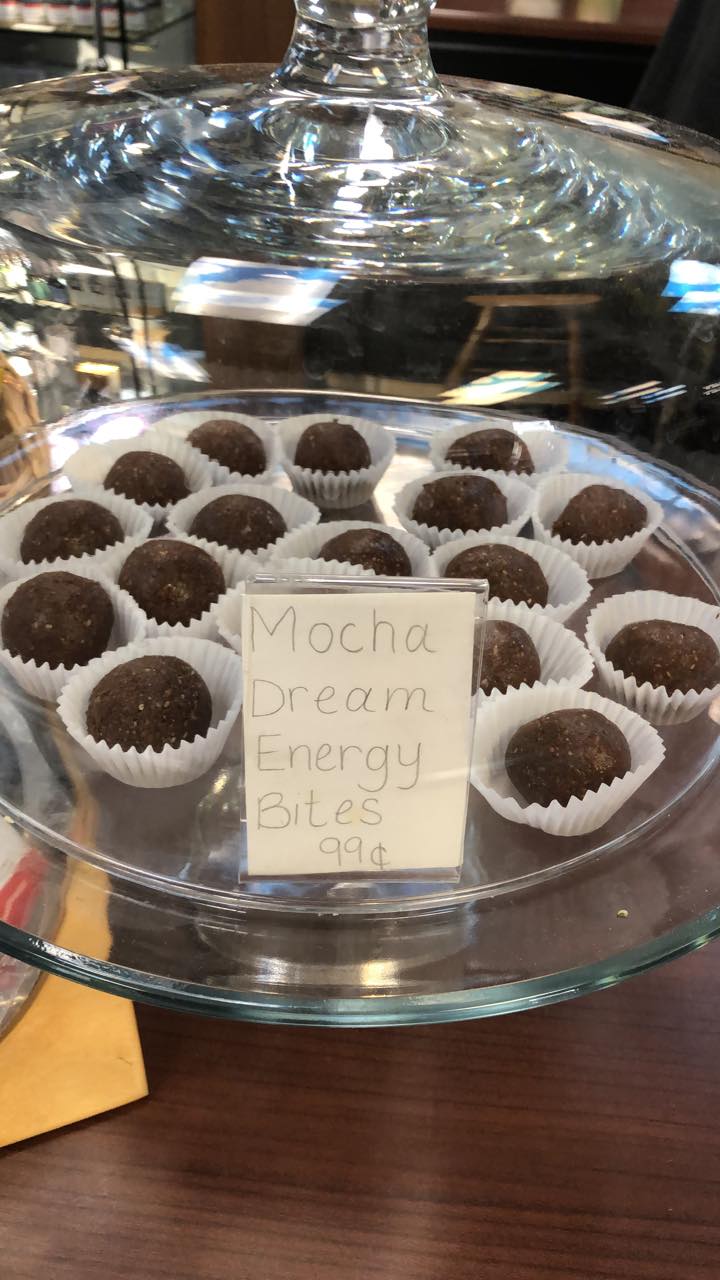 Mocha
Dream
Energy
Bites
99¢